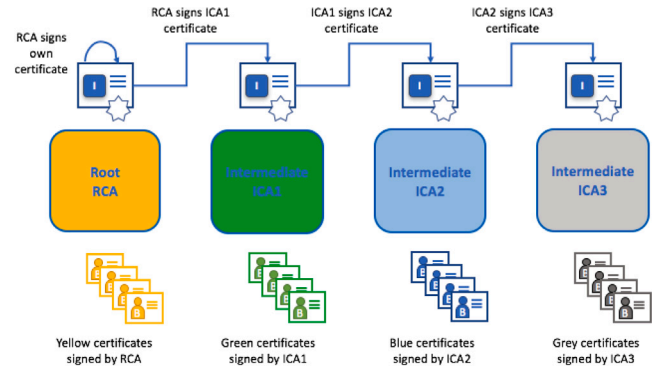 RCA signs
own
certificate
RCA signs ICA1
certificate
ICA1 signs ICA2
certificate
ICA2 signs ICA3
certificate
I
I
I
I
Root
RCA
Intermediate
ICA1
Intermediate
ICA2
Intermediate
ICA3
B
B
B
B
B
B
B
B
Yellow certificates
signed by RCA
Green certificates
signed by ICA1
Blue certificates
signed by ICA2
Grey certificates
signed by ICA3